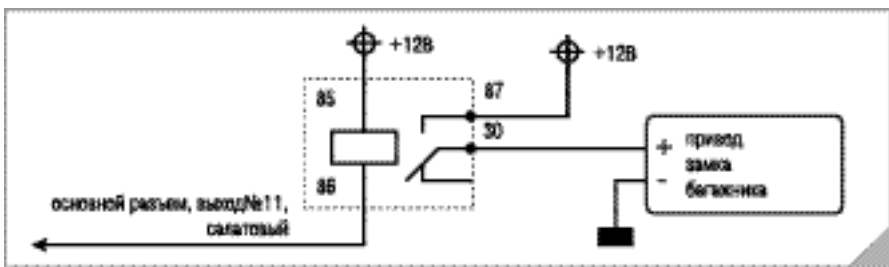 +12В
+12В
85
87
30
86
+ привод
замка
- багажника
основной разъем, выход№11,
салатовый